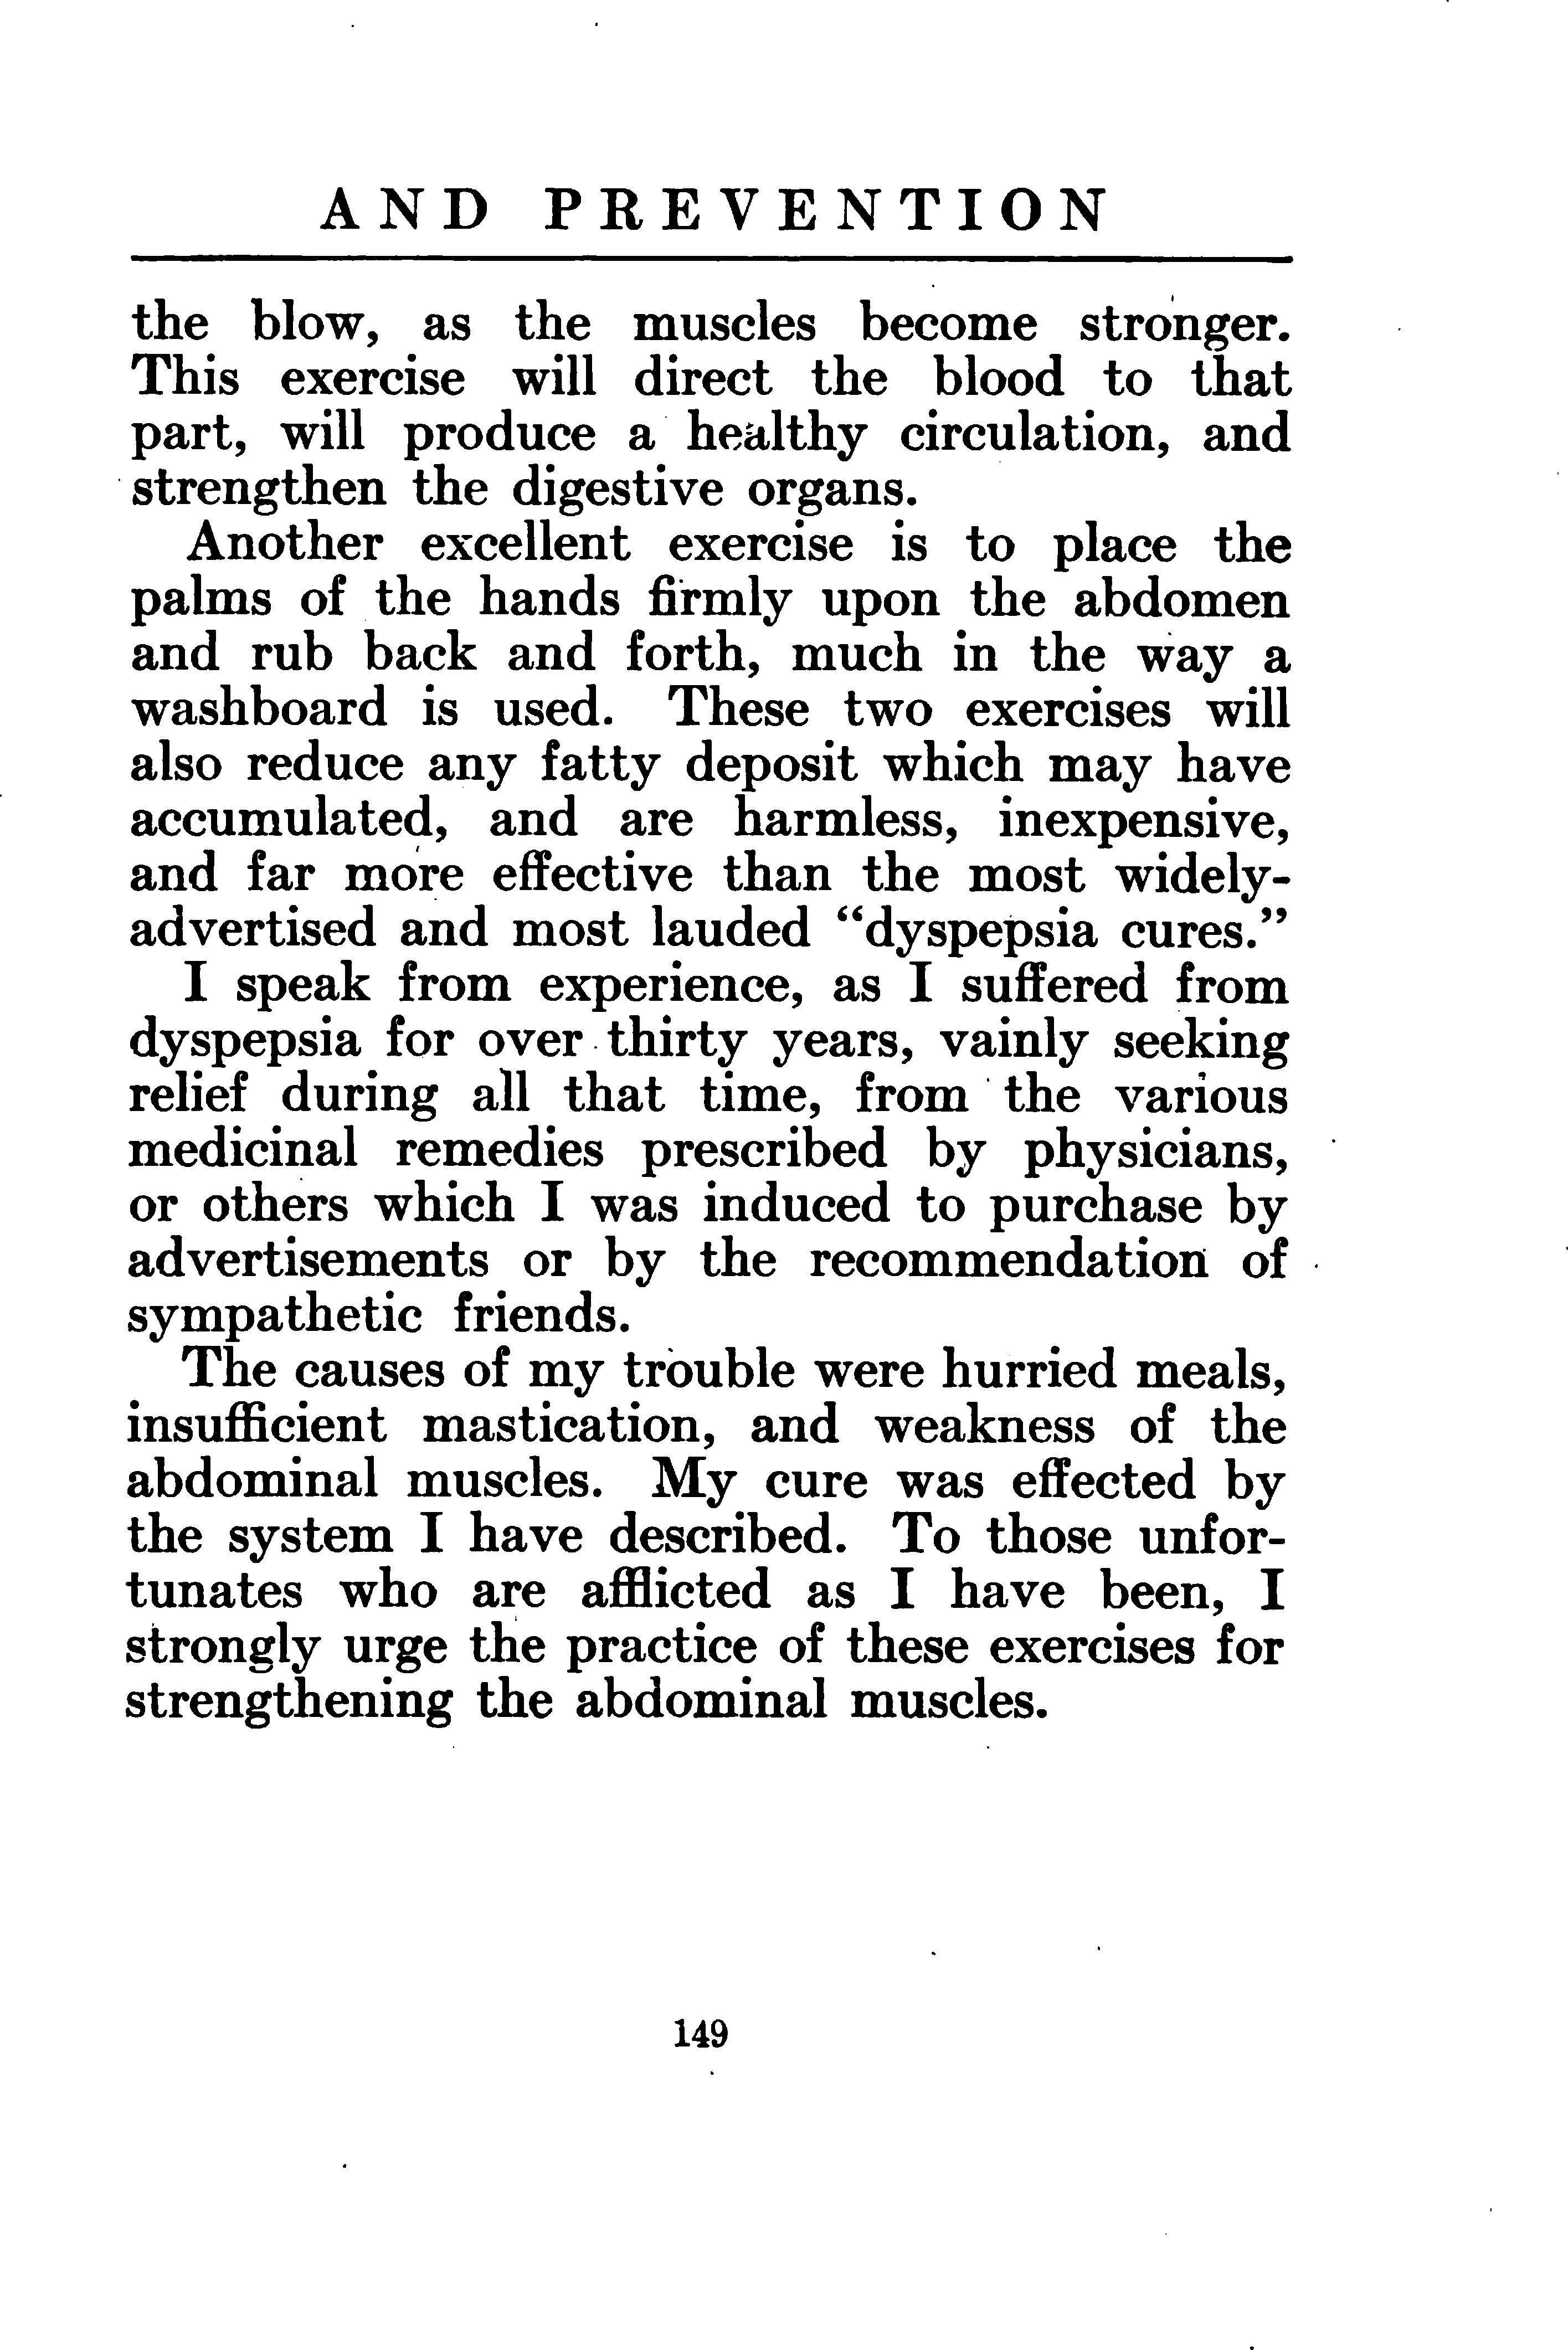 AND PREVENTION
the blow, as the muscles become stronger.
This exercise will direct the blood to that
part, will produce a healthy circulation, and
strengthen the digestive organs.
Another excellent exercise is to place the
palms of the hands firmly upon the abdomen
and rub back and forth, much in the way a
washboard is used. These two exercises will
also reduce any fatty deposit which may have
accumulated, and are harmless, inexpensive,
and far more effective than the most widely-
advertised and most lauded “dyspepsia cures.”
I speak from experience, as I suffered from
dyspepsia for over thirty years, vainly seeking
relief during all that time, from the various
medicinal remedies prescribed by physicians,
or others which I was induced to purchase by
advertisements or by the recommendation of
sympathetic friends.
The causes of my trouble were hurried meals,
insufficient mastication, and weakness of the
abdominal muscles. My cure was effected by
the system I have described. To those unfor-
tunates who are afflicted as I have been, I
strongly urge the practice of these exercises for
strengthening the abdominal muscles.
149